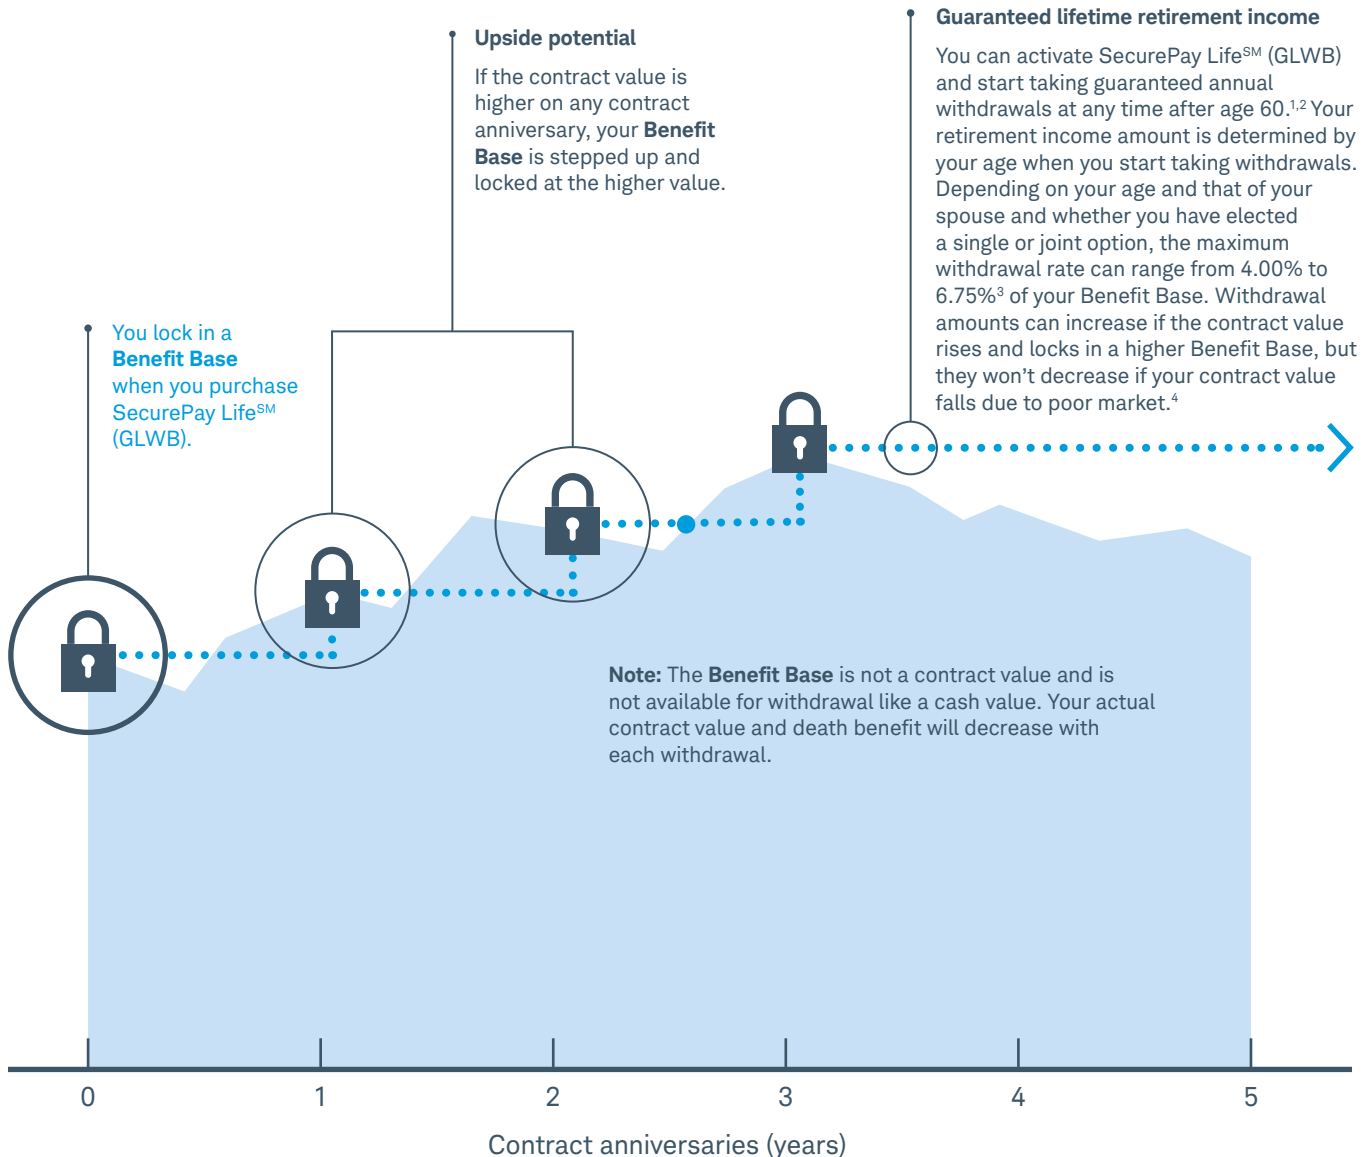 Upside potential
If the contract value is
higher on any contract
anniversary, your Benefit
Base is stepped up and
locked at the higher value.
Guaranteed lifetime retirement income
You can activate SecurePay Life℠ (GLWB)
and start taking guaranteed annual
withdrawals at any time after age 60.1,2 Your
retirement income amount is determined by
your age when you start taking withdrawals.
Depending on your age and that of your
spouse and whether you have elected
a single or joint option, the maximum
withdrawal rate can range from 4.00% to
6.75%3 of your Benefit Base. Withdrawal
amounts can increase if the contract value
rises and locks in a higher Benefit Base, but
they won’t decrease if your contract value
falls due to poor market.4
You lock in a
Benefit Base
when you purchase
SecurePay Life℠
(GLWB).
Note: The Benefit Base is not a contract value and is
not available for withdrawal like a cash value. Your actual
contract value and death benefit will decrease with
each withdrawal.
0 1 2 3 4 5
Contract anniversaries (years)